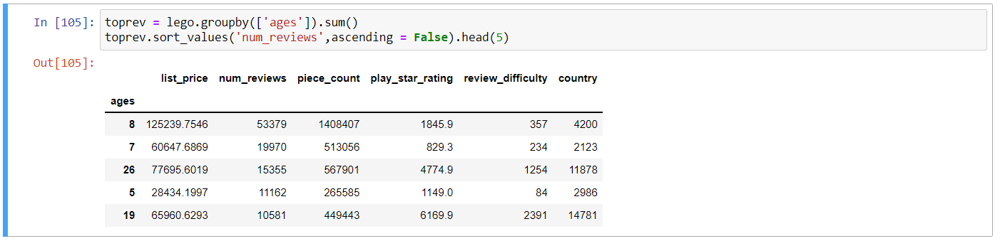 In [105]: toprev = lego.groupby(['ages']).sum()
toprev.sort_values('num_reviews',ascending = False).head(5)
Out[105]:
list_price num_reviews piece_count play_star_rating review_difficulty country
ages
8 125239.7546 53379 1408407 1845.9 357 4200
7 60647.6869 19970 513056 829.3 234 2123
26 77695.6019 15355 567901 4774.9 1254 11878
5 28434.1997 11162 265585 1149.0 84 2986
19 65960.6293 10581 449443 6169.9 2391 14781